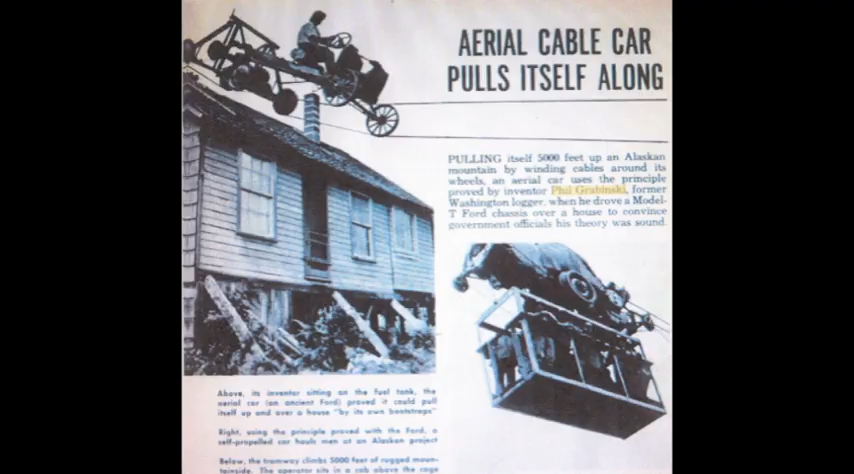 AERIAL CABLE CAR
PULLS ITSELF ALONG
PULLING itself 5000 feet up an Alaskan
mountain by winding cables around its
wheels, an aerial car uses the principle
proved by inventor Phil Grabinski, former
Washington logger, when he drove a Model-
T Ford chassis over a house to convince
government officials his theory was sound.
Above, its inventor sitting on the fuel tank, the
aerial car (an ancient Ford) proved it could pull
itself up and over a house "by its own bootstraps"
Right, using the principle proved with the Ford, a
self-propelled car hauls men at an Alaskan project
Below, the tramway climbs 5000 feet of rugged moun-
tainside. The operator sits in a cab above the cage